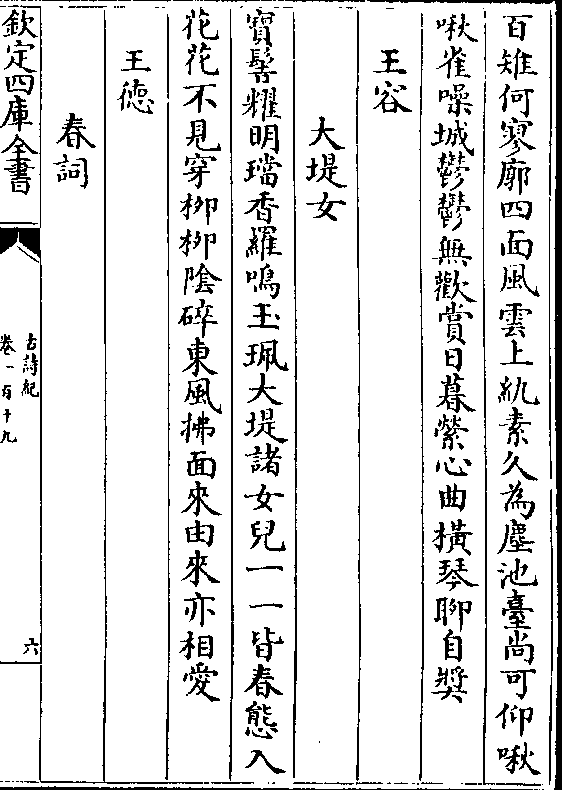 百雉何寥廓四面風雲上紈素久為塵池臺尚可仰啾
啾雀噪城鬱鬱無歡賞日暮縈心曲横琴聊自奬
王容
大堤女
寶髻耀明璫香羅鳴玉珮大堤諸女兒一一皆春態入
花花不見穿栁栁陰碎東風拂面來由來亦相愛
王徳
春詞
欽定四庫全書
古詩紀
卷一百十九
六